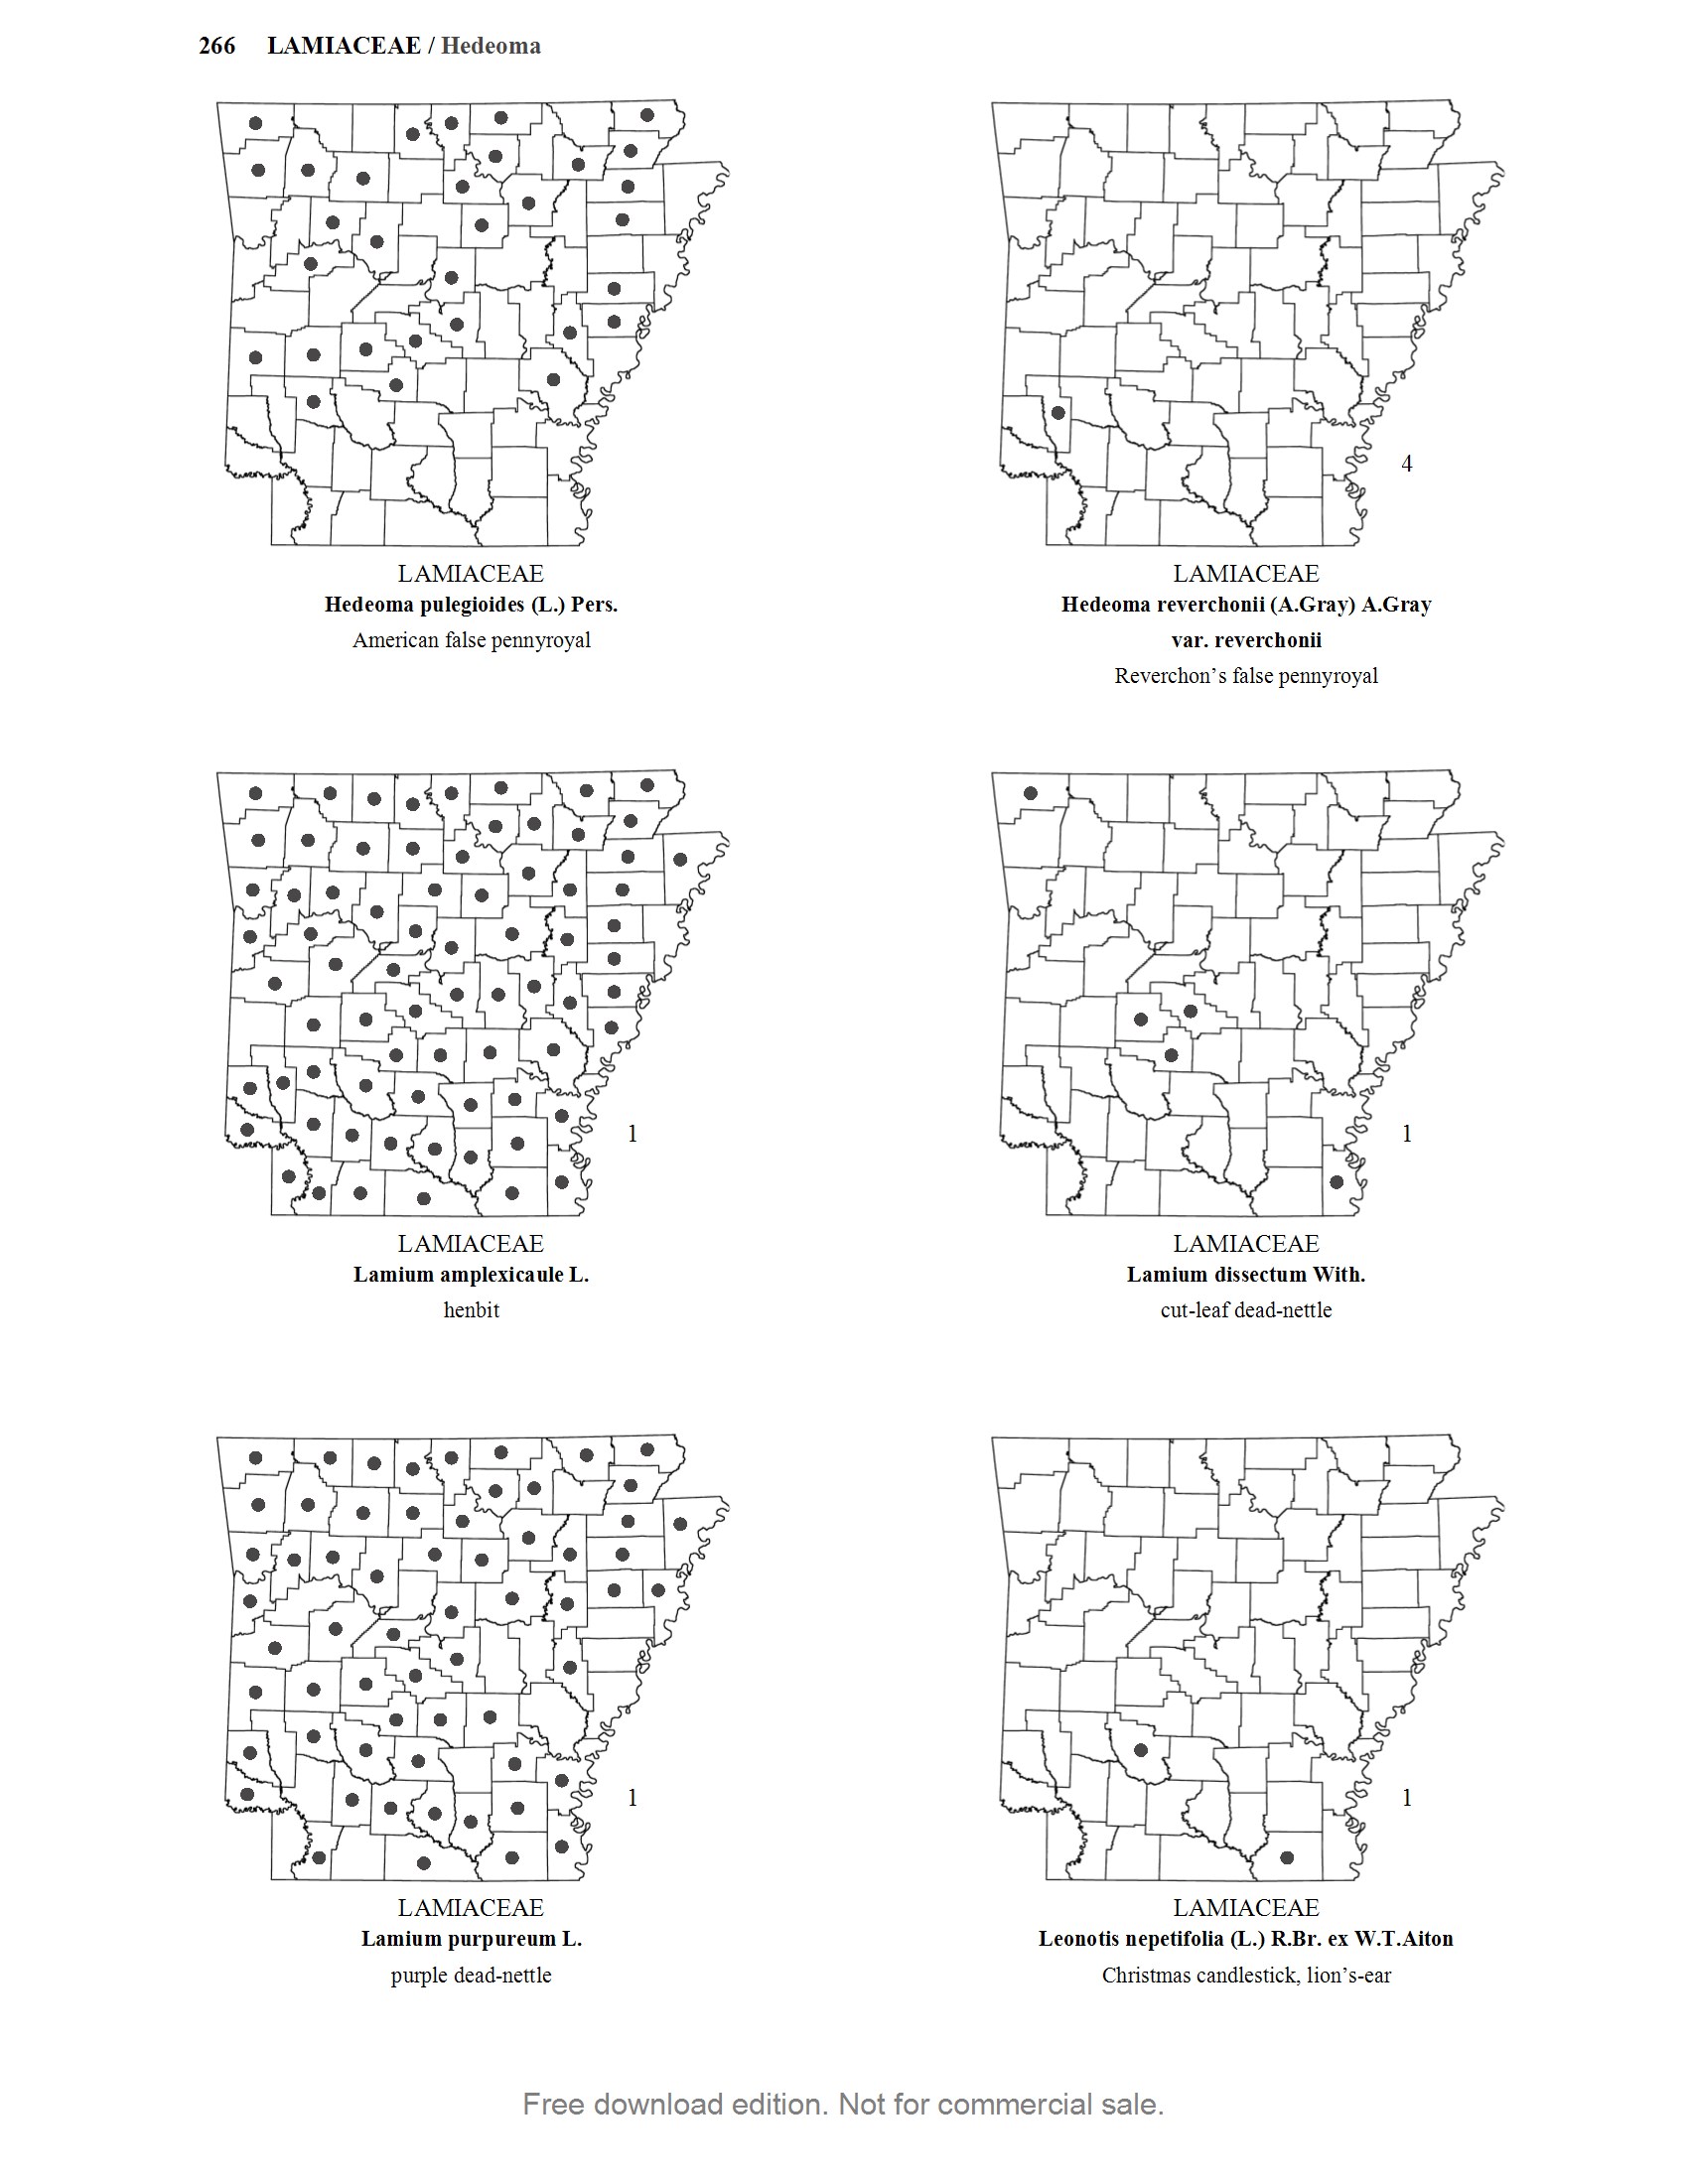 266 LAMIACEAE / Hedeoma
LAMIACEAE
Hedeoma pulegioides (L.) Pers.
American false pennyroyal
4
LAMIACEAE
Hedeoma reverchonii (A.Gray) A.Gray
var. reverchonii
Reverchon’s false pennyroyal
1
LAMIACEAE
Lamium amplexicaule L.
henbit
1
LAMIACEAE
Lamium dissectum With.
cut-leaf dead-nettle
1
LAMIACEAE
Lamium purpureum L.
purple dead-nettle
1
LAMIACEAE
Leonotis nepetifolia (L.) R.Br. ex W.T.Aiton
Christmas candlestick, lion’s-ear
Free download edition. Not for commercial sale.